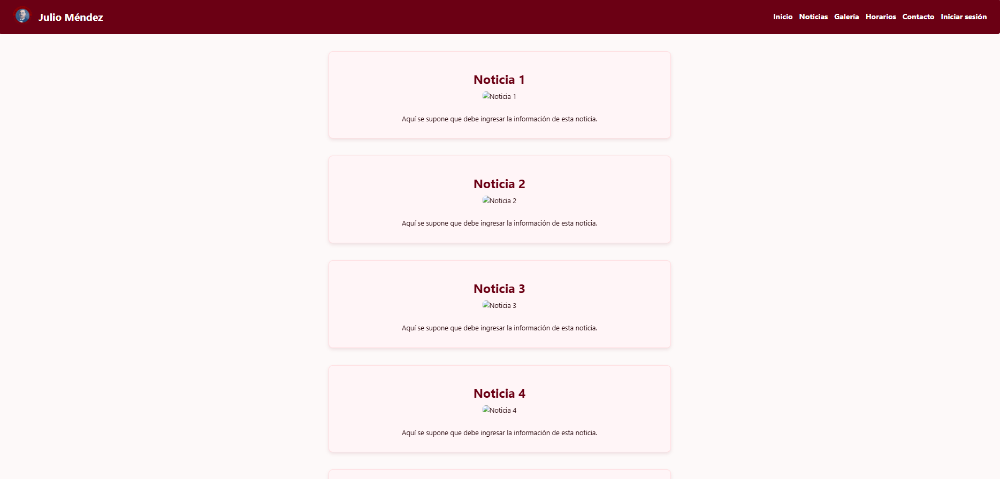 Julio Méndez
Inicio Noticias Galería Horarios Contacto Iniciar sesión
Noticia 1
Noticia 1
Aquí se supone que debe ingresar la información de esta noticia.
Noticia 2
Noticia 2
Aquí se supone que debe ingresar la información de esta noticia.
Noticia 3
Noticia 3
Aquí se supone que debe ingresar la información de esta noticia.
Noticia 4
Noticia 4
Aquí se supone que debe ingresar la información de esta noticia.